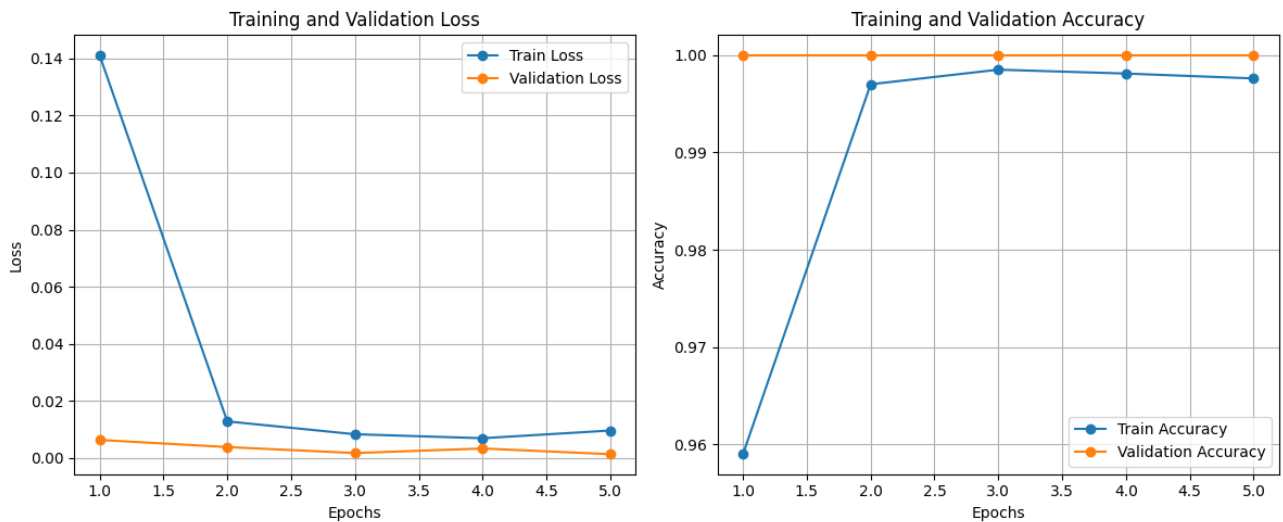 Training and Validation Loss
Train Loss
Validation Loss
Loss
0.14
0.12
0.10
0.08
0.06
0.04
0.02
0.00
1.0 1.5 2.0 2.5 3.0 3.5 4.0 4.5 5.0
Epochs
Training and Validation Accuracy
Accuracy
1.00
0.99
0.98
0.97
0.96
Train Accuracy
Validation Accuracy
1.0 1.5 2.0 2.5 3.0 3.5 4.0 4.5 5.0
Epochs